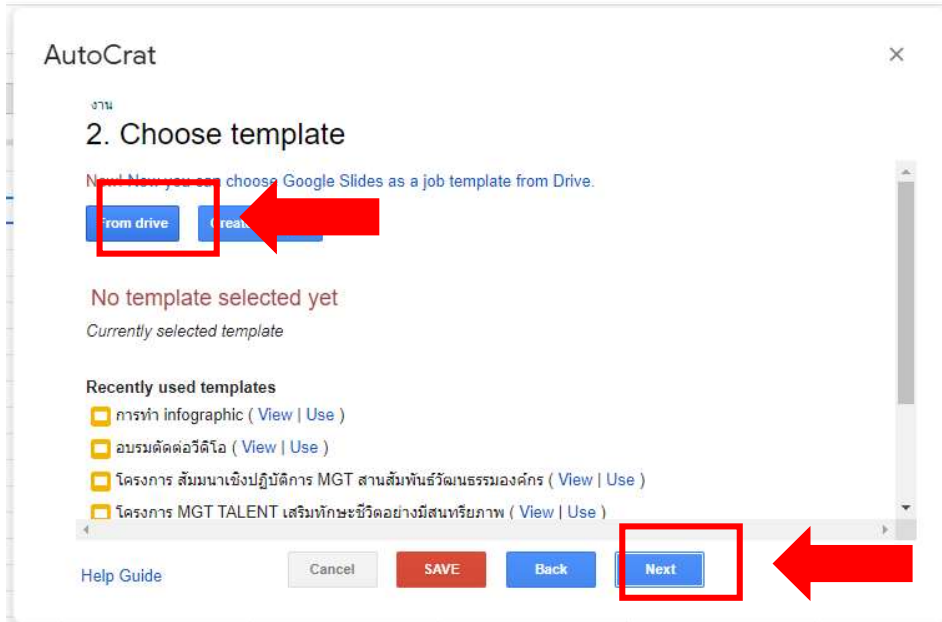 AutoCrat ×
งาน
2. Choose template
New! Now you can choose Google Slides as a job template from Drive.
From drive
No template selected yet
Currently selected template
Recently used templates
การทำ infographic ( View | Use )
อบรมตัดต่อวีดิโอ ( View | Use )
โครงการ สัมมนาเชิงปฏิบัติการ MGT สานสัมพันธ์วัฒนธรรมองค์กร ( View | Use )
โครงการ MGT TALENT เสริมทักษะชีวิตอย่างมีสุนทรียภาพ ( View | Use )
Help Guide Cancel SAVE Back Next